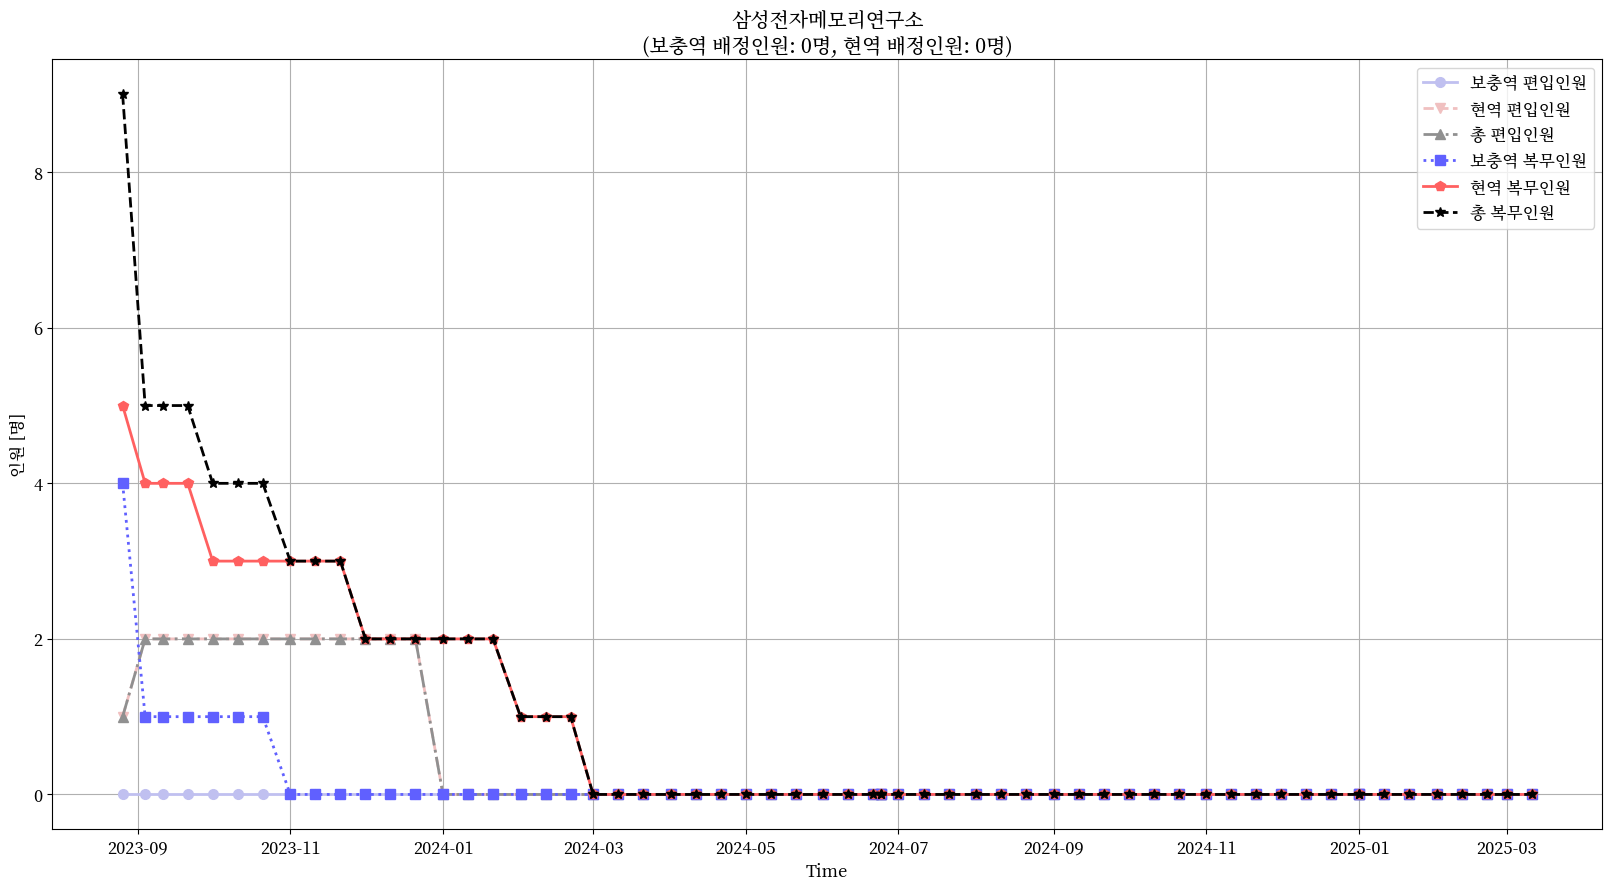 삼성전자메모리연구소
(보충역 배정인원: 0명, 현역 배정인원: 0명)
보충역 편입인원
현역 편입인원
총 편입인원
보충역 복무인원
현역 복무인원
총 복무인원
8
6
4
2
0
인원 [명]
2023-09 2023-11 2024-01 2024-03 2024-05 2024-07 2024-09 2024-11 2025-01 2025-03
Time